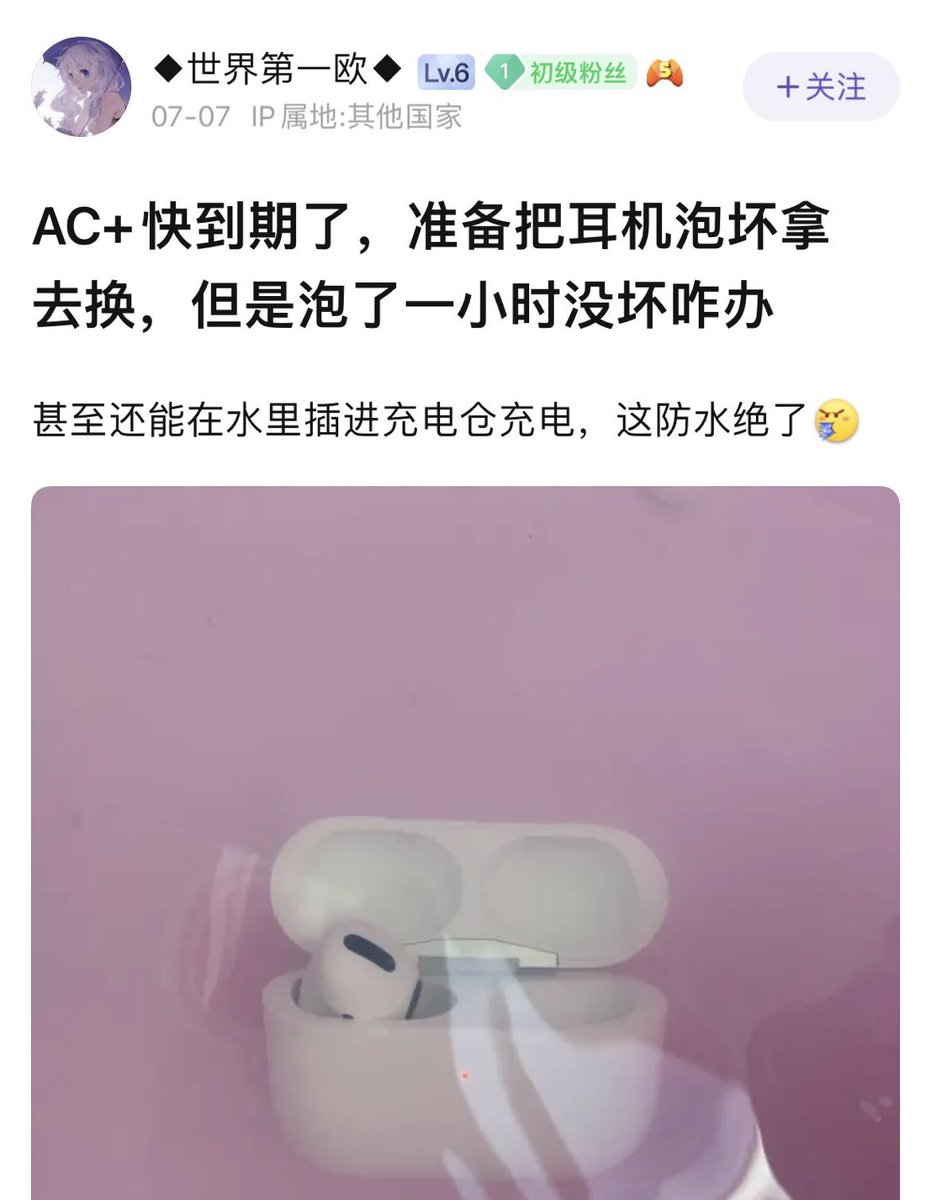 ◆世界第一欧◆ Lv.6 1 初级粉丝 5
+关注
07-07 IP属地:其他国家
AC+快到期了，准备把耳机泡坏拿
去换，但是泡了一小时没坏咋办
甚至还能在水里插进充电仓充电，这防水绝了